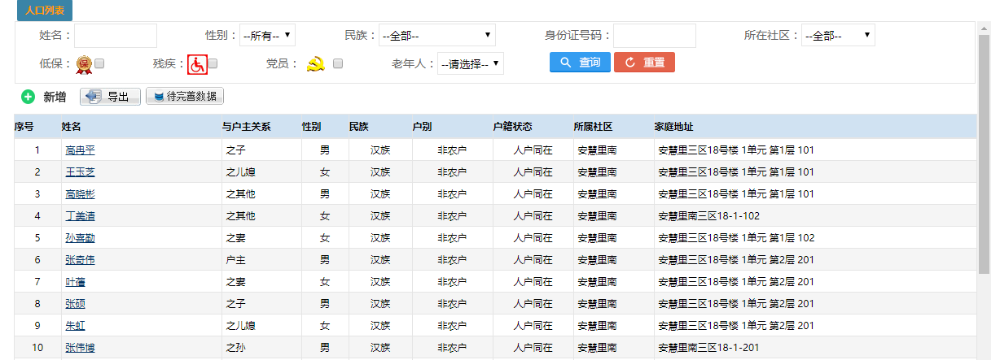 人口列表
姓名： 性别：--所有-- 民族：--全部-- 身份证号码： 所在社区：--全部--
低保： 保 残疾： 党员： 老年人：--请选择-- 查询 重置
新增 导出 待完善数据
序号 姓名 与户主关系 性别 民族 户别 户籍状态 所属社区 家庭地址
1 高冉平 之子 男 汉族 非农户 人户同在 安慧里南 安慧里三区18号楼 1单元 第1层 101
2 王玉芝 之儿媳 女 汉族 非农户 人户同在 安慧里南 安慧里三区18号楼 1单元 第1层 101
3 高晓彬 之其他 男 汉族 非农户 人户同在 安慧里南 安慧里三区18号楼 1单元 第1层 101
4 丁美清 之其他 女 汉族 非农户 人户同在 安慧里南 安慧里南三区18-1-102
5 孙喜勤 之妻 女 汉族 非农户 人户同在 安慧里南 安慧里三区18号楼 1单元 第1层 102
6 张奇伟 户主 男 汉族 非农户 人户同在 安慧里南 安慧里三区18号楼 1单元 第2层 201
7 叶蓓 之妻 女 汉族 非农户 人户同在 安慧里南 安慧里三区18号楼 1单元 第2层 201
8 张硕 之子 男 汉族 非农户 人户同在 安慧里南 安慧里三区18号楼 1单元 第2层 201
9 朱虹 之儿媳 女 汉族 非农户 人户同在 安慧里南 安慧里三区18号楼 1单元 第2层 201
10 张伟博 之孙 男 汉族 非农户 人户同在 安慧里南 安慧里南三区18-1-201